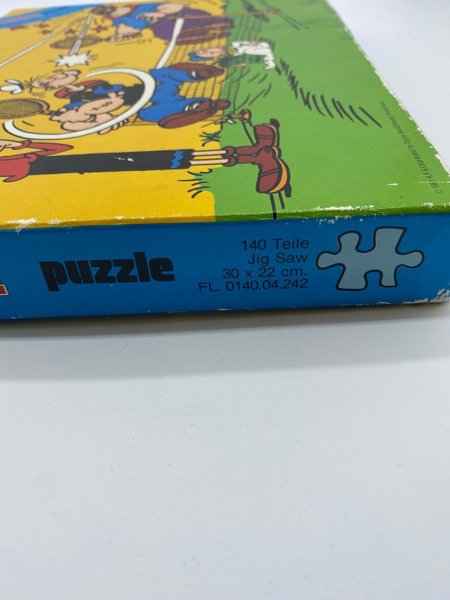 puzzle
140 Teile
Jig Saw
30 x 22 cm.
FL. 0140.04.242